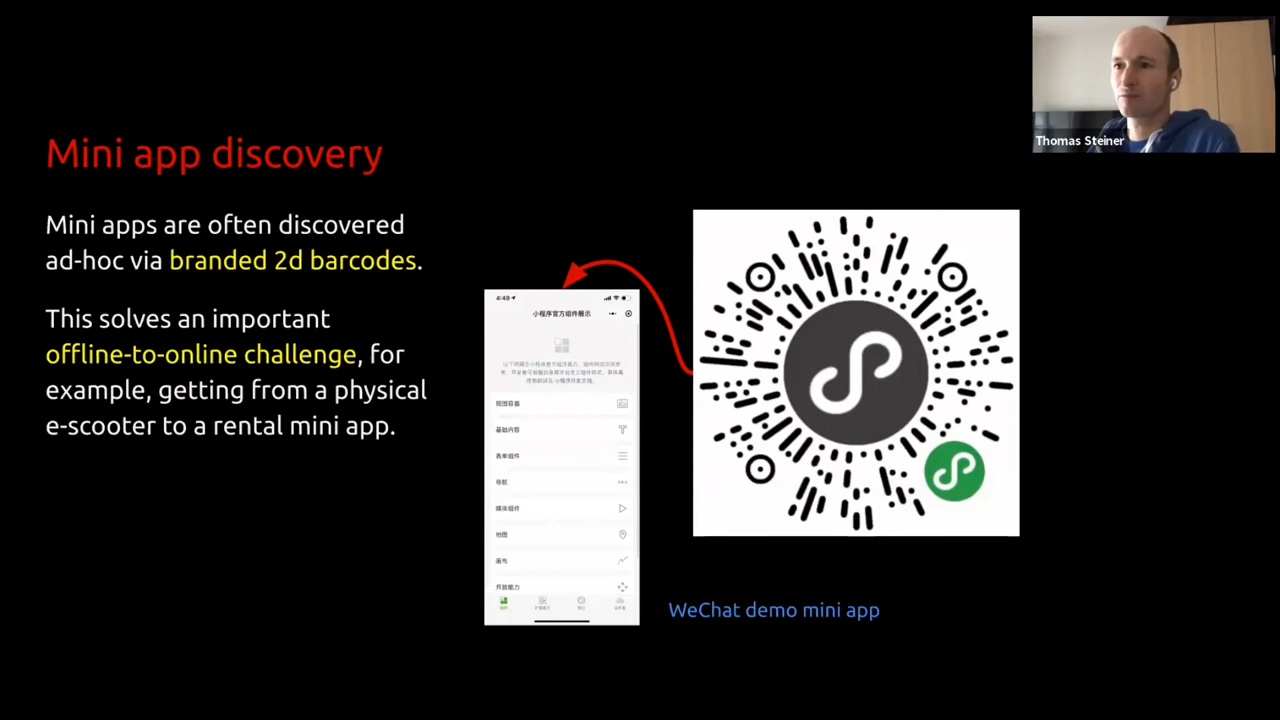 Thomas Steiner
Mini app discovery
Mini apps are often discovered
ad-hoc via branded 2d barcodes.
This solves an important
offline-to-online challenge, for
example, getting from a physical
e-scooter to a rental mini app.
4:49
小程序官方组件展示
视图容器
基础内容
表单组件
导航
媒体组件
地图
画布
开放能力
WeChat demo mini app